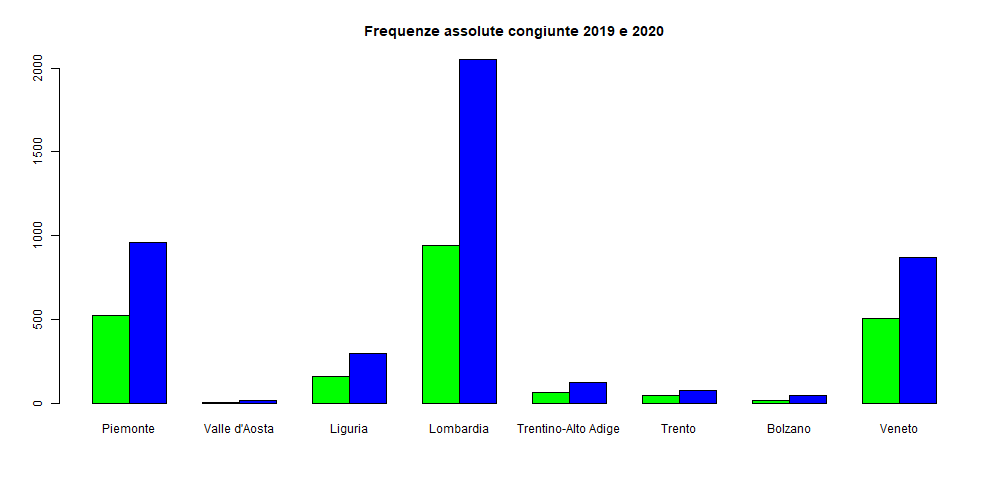 Frequenze assolute congiunte 2019 e 2020
2000
1500
1000
500
0
Piemonte Valle d'Aosta Liguria Lombardia Trentino-Alto Adige Trento Bolzano Veneto